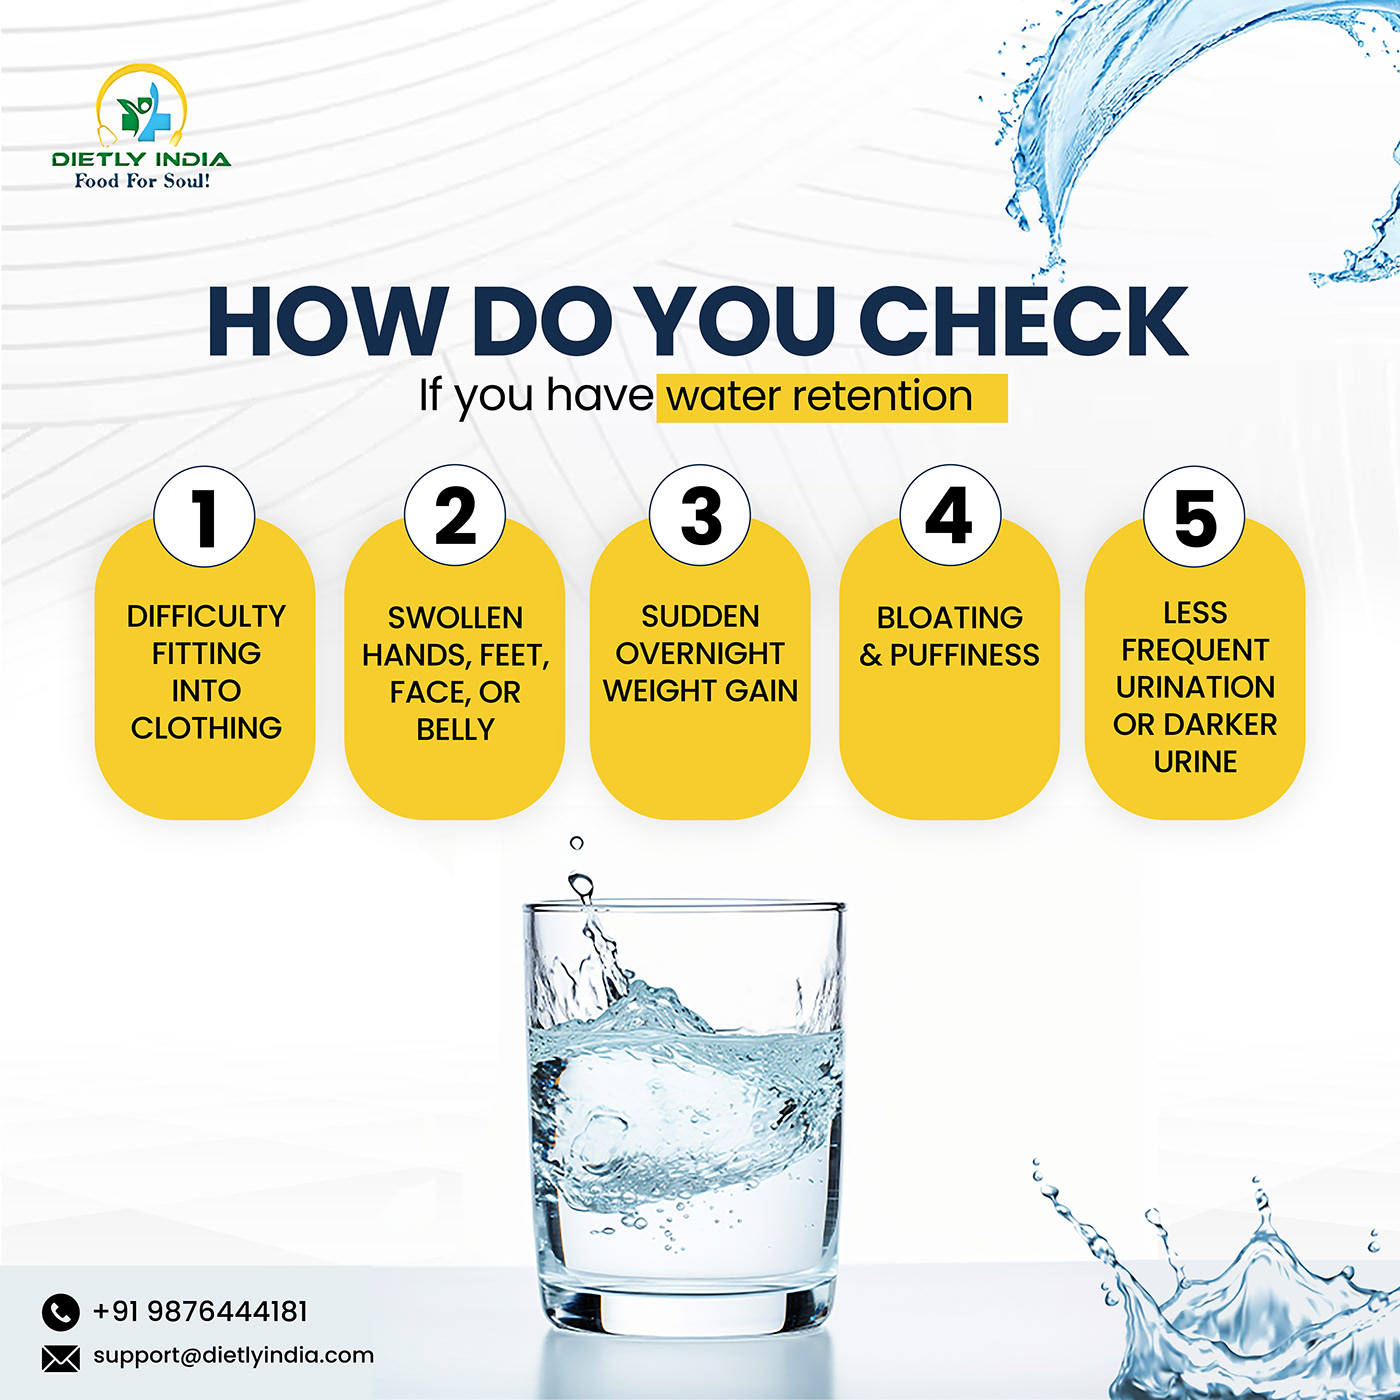 DIETLY INDIA
Food For Soul!
HOW DO YOU CHECK
If you have water retention
1
DIFFICULTY
FITTING
INTO
CLOTHING
2
SWOLLEN
HANDS, FEET,
FACE, OR
BELLY
3
SUDDEN
OVERNIGHT
WEIGHT GAIN
4
BLOATING
& PUFFINESS
5
LESS
FREQUENT
URINATION
OR DARKER
URINE
+91 9876444181
support@dietlyindia.com